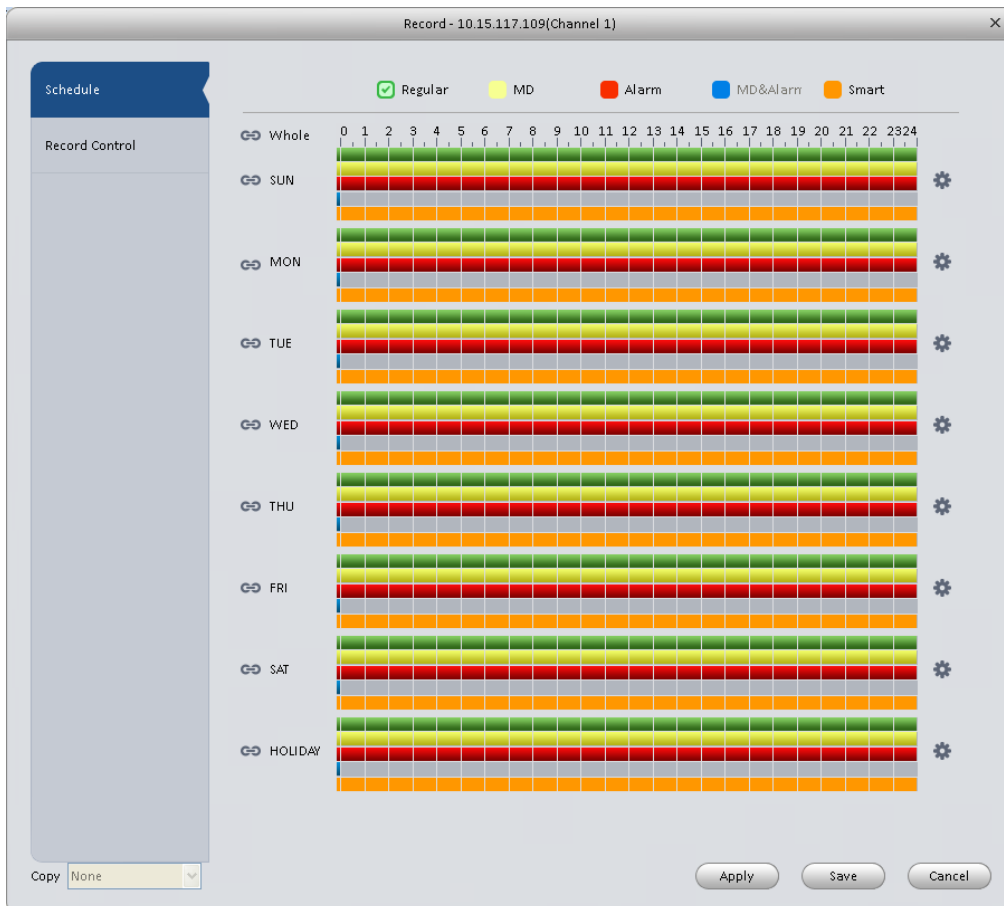 Record - 10.15.117.109(Channel 1)
Schedule
Record Control
Regular MD Alarm MD&Alarm Smart
Whole 0 1 2 3 4 5 6 7 8 9 10 11 12 13 14 15 16 17 18 19 20 21 22 2324
SUN
MON
TUE
WED
THU
FRI
SAT
HOLIDAY
Copy None Apply Save Cancel